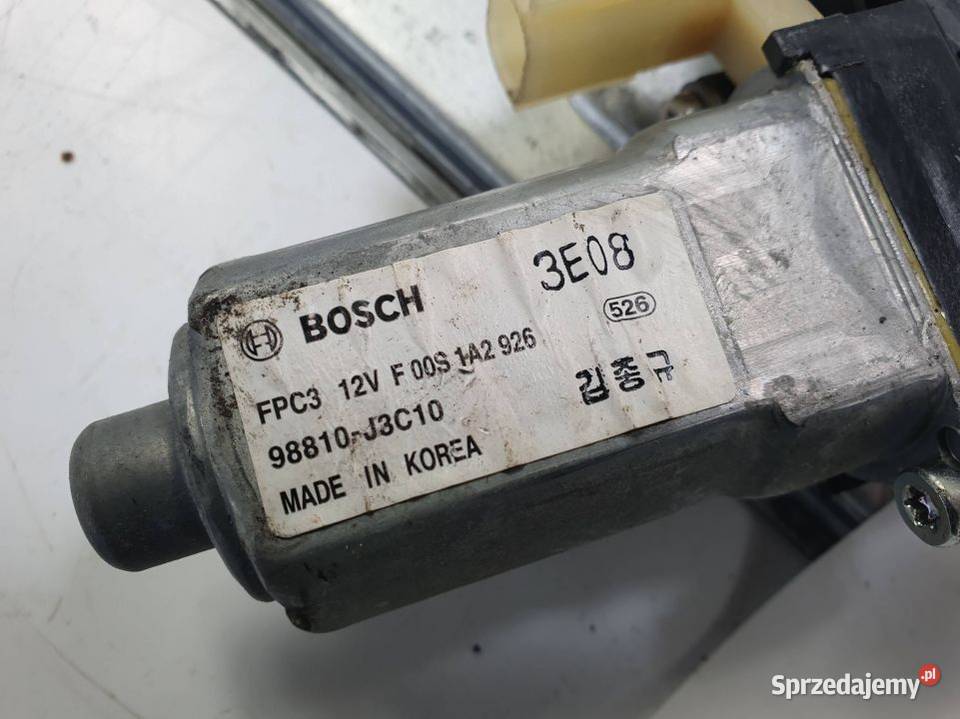 BOSCH
3E08
526
FPC3 12V F 00S 1A2 926
98810-J3C10
김종규
MADE IN KOREA
Sprzedajemy.pl